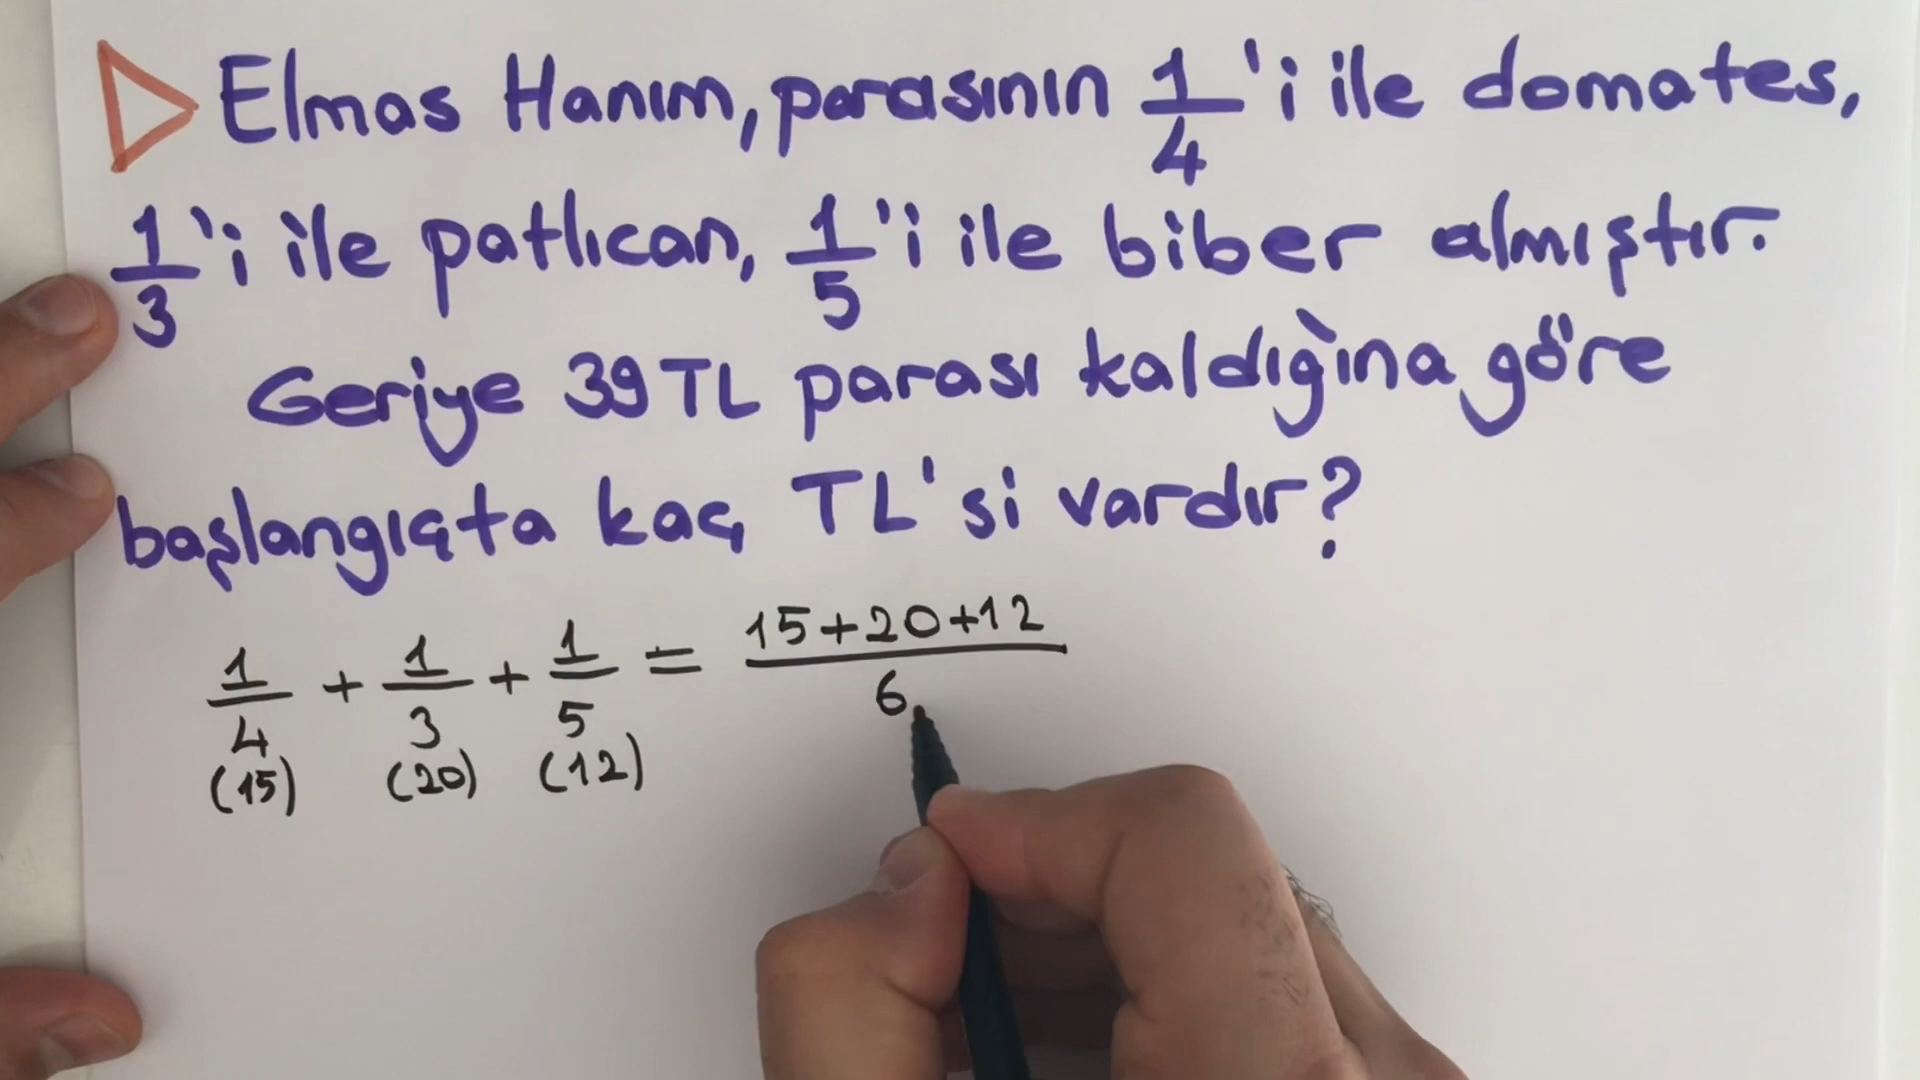 Elmas Hanım, parasının 1/4'i ile domates,
1/3'i ile patlıcan, 1/5'i ile biber almıştır.
Geriye 39 TL parası kaldığına göre
başlangıçta kaç TL'si vardır?
1/4 + 1/3 + 1/5 = 15+20+12/6
(15) (20) (12)